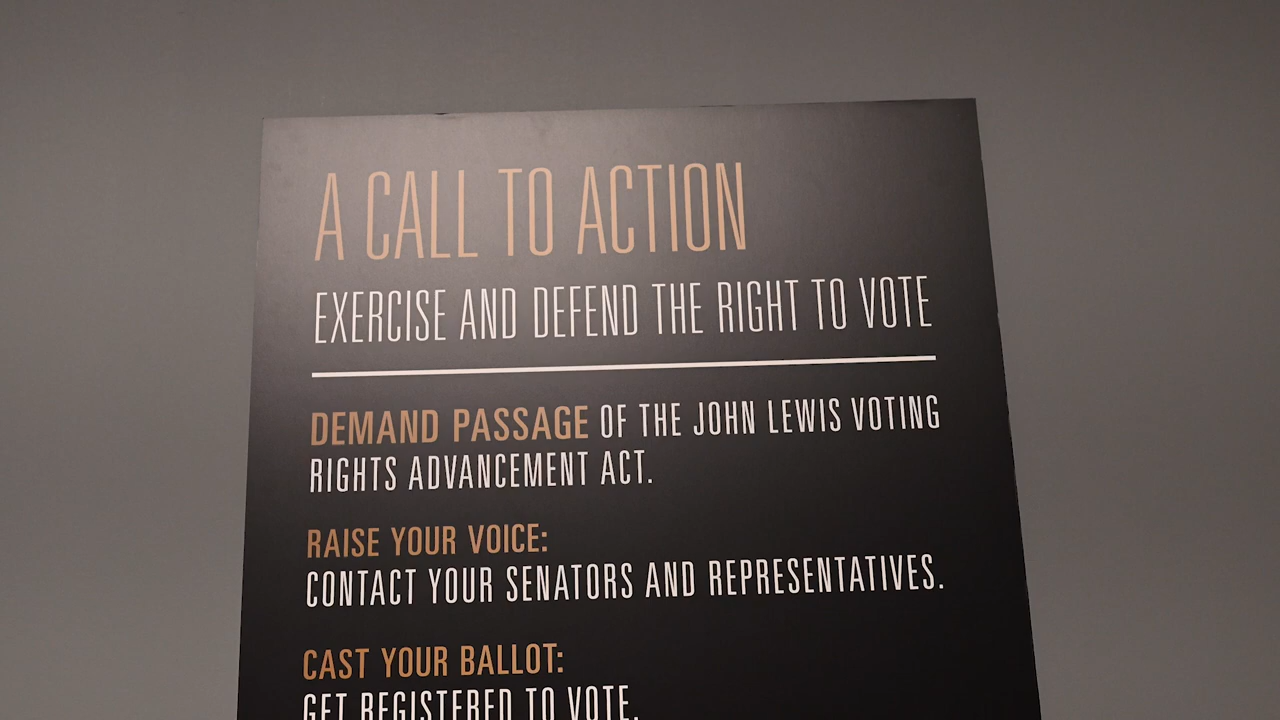 A CALL TO ACTION
EXERCISE AND DEFEND THE RIGHT TO VOTE
DEMAND PASSAGE OF THE JOHN LEWIS VOTING
RIGHTS ADVANCEMENT ACT.
RAISE YOUR VOICE:
CONTACT YOUR SENATORS AND REPRESENTATIVES.
CAST YOUR BALLOT:
GET REGISTERED TO VOTE.